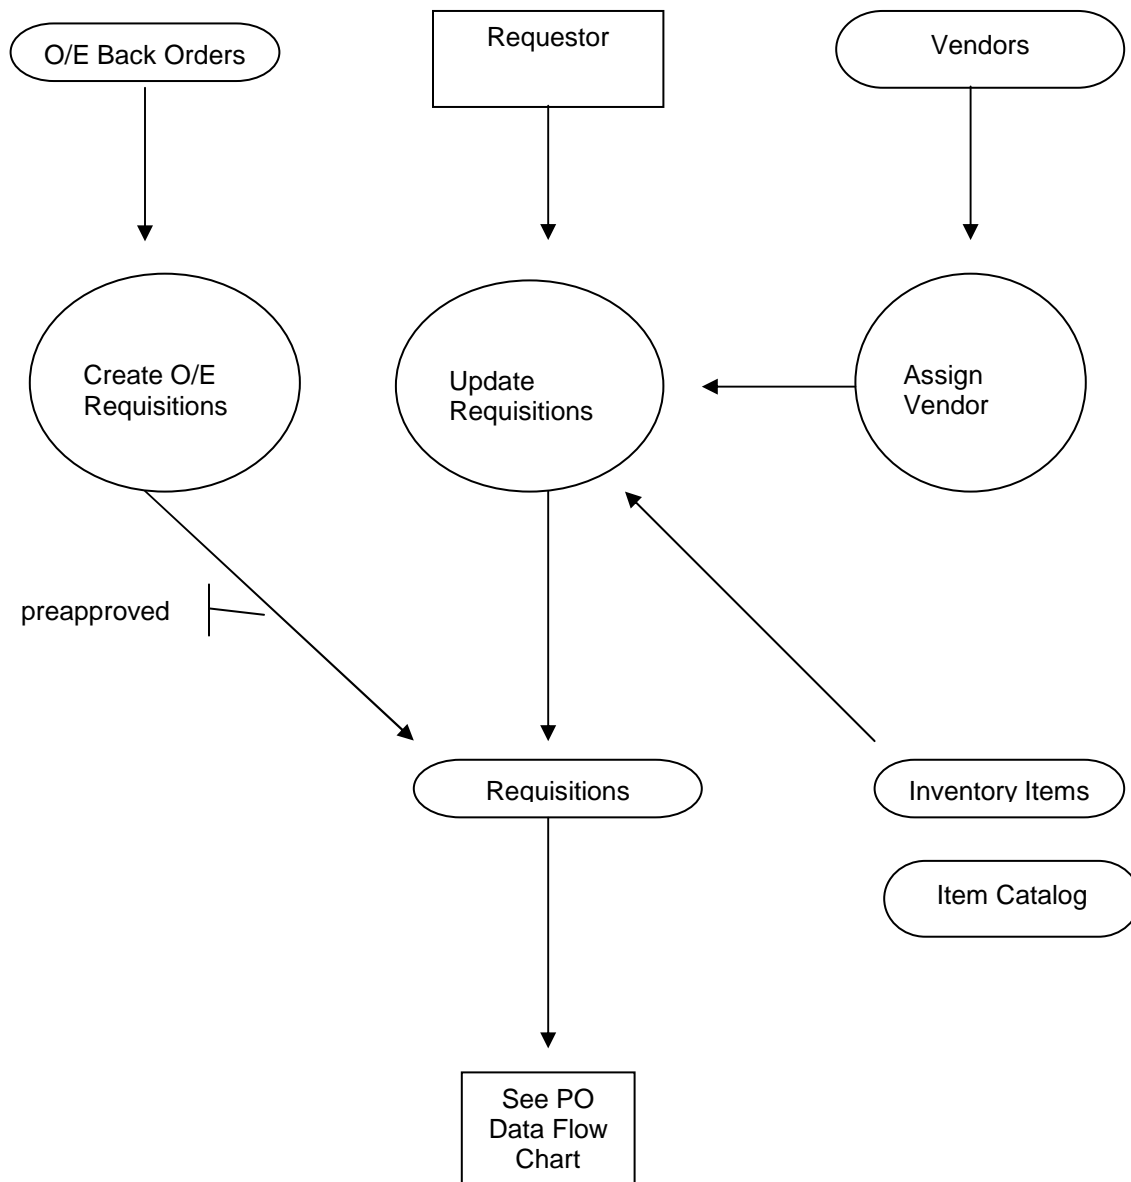 O/E Back Orders
Requestor
Vendors
Create O/E
Requisitions
Update
Requisitions
Assign
Vendor
preapproved
Requisitions
Inventory Items
Item Catalog
See PO
Data Flow
Chart